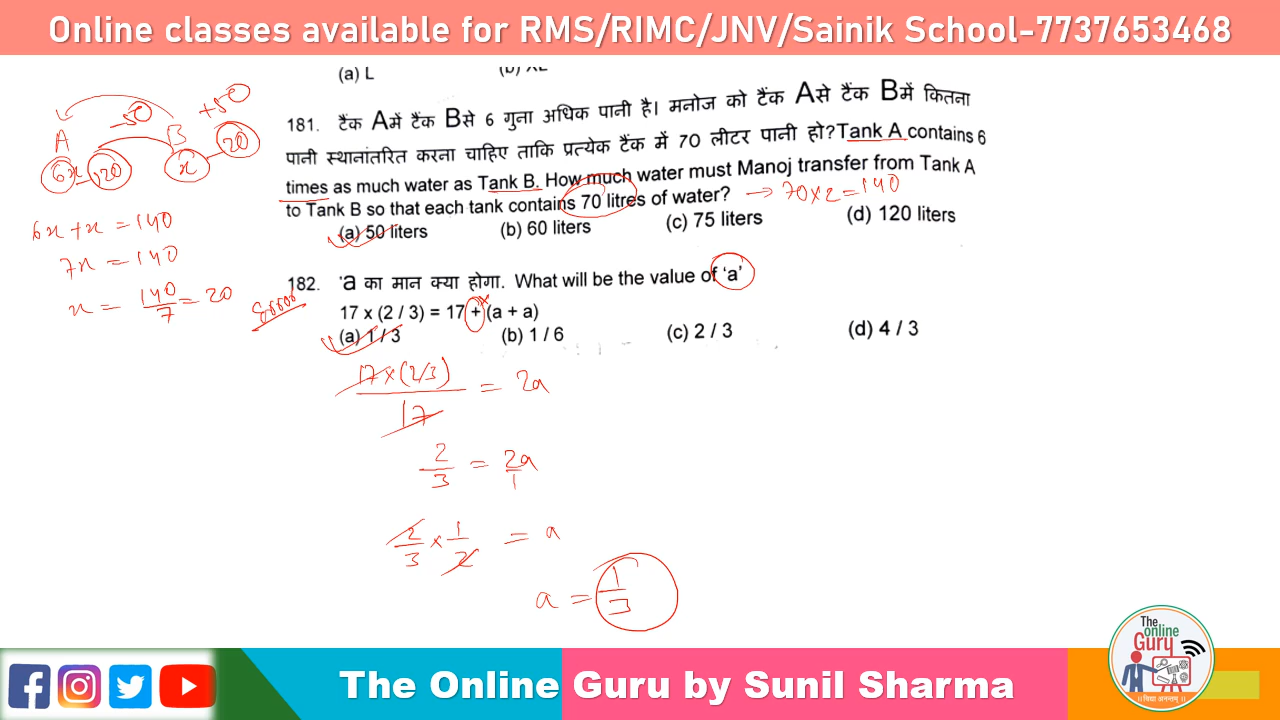 Online classes available for RMS/RIMC/JNV/Sainik School-7737653468
(a) L (b) XL
181. टैंक Aमें टैंक Bसे 6 गुना अधिक पानी है। मनोज को टैंक Aसे टैंक Bमें कितना
पानी स्थानांतरित करना चाहिए ताकि प्रत्येक टैंक में 70 लीटर पानी हो?Tank A contains 6
times as much water as Tank B. How much water must Manoj transfer from Tank A
to Tank B so that each tank contains 70 litres of water? → 70×2=140
(a) 50 liters (b) 60 liters (c) 75 liters (d) 120 liters
A -50 B +50
6x - 120 x - 20
6x+x = 140
7x = 140
x = 140/7 = 20
182. 'a का मान क्या होगा. What will be the value of 'a'
17 x (2 / 3) = 17 + (a + a)
×
(a) 1 / 3 (b) 1 / 6 (c) 2 / 3 (d) 4 / 3
17×(2/3)/17 = 2a
2/3 = 2a/1
2/3 × 1/2 = a
a = 1/3
The
online
Guru
।। विद्या धनमाम ।।
The Online Guru by Sunil Sharma